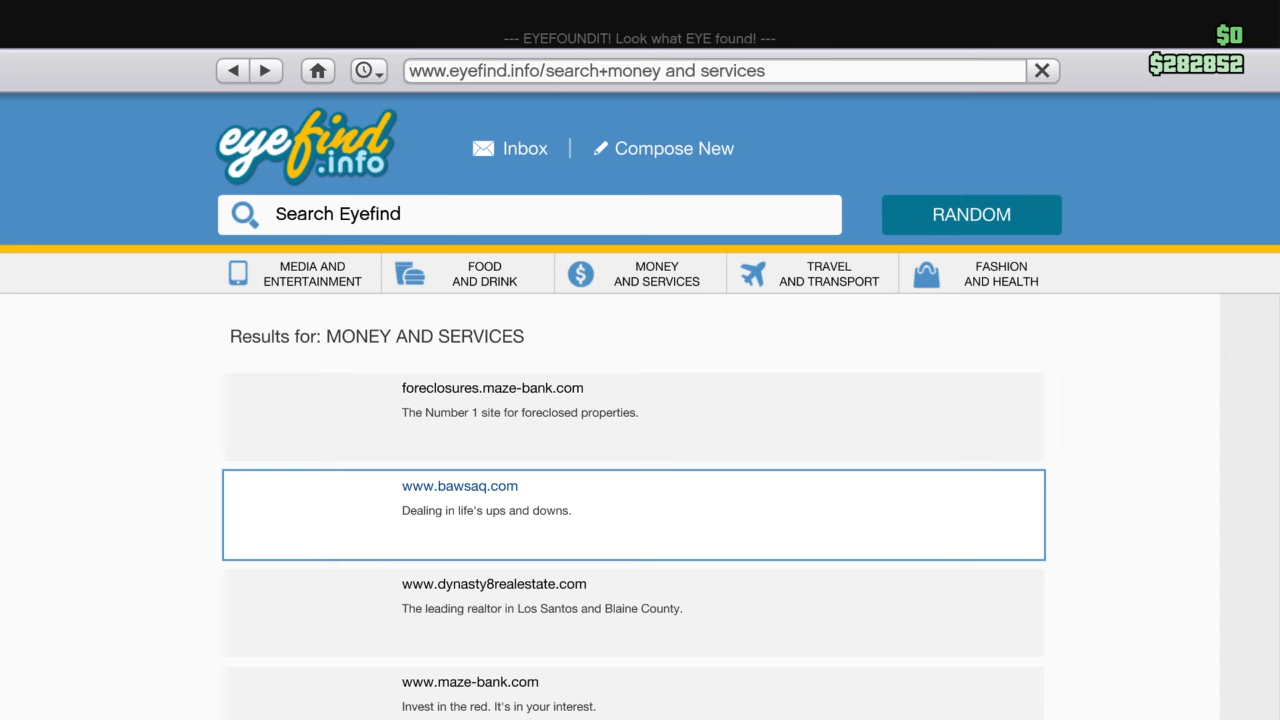 --- EYEFOUNDIT! Look what EYE found! ---
$0
$282852
www.eyefind.info/search+money and services
eyefind
.info
Inbox
Compose New
Search Eyefind
RANDOM
MEDIA AND
ENTERTAINMENT
FOOD
AND DRINK
MONEY
AND SERVICES
TRAVEL
AND TRANSPORT
FASHION
AND HEALTH
Results for: MONEY AND SERVICES
foreclosures.maze-bank.com
The Number 1 site for foreclosed properties.
www.bawsaq.com
Dealing in life's ups and downs.
www.dynasty8realestate.com
The leading realtor in Los Santos and Blaine County.
www.maze-bank.com
Invest in the red. It's in your interest.